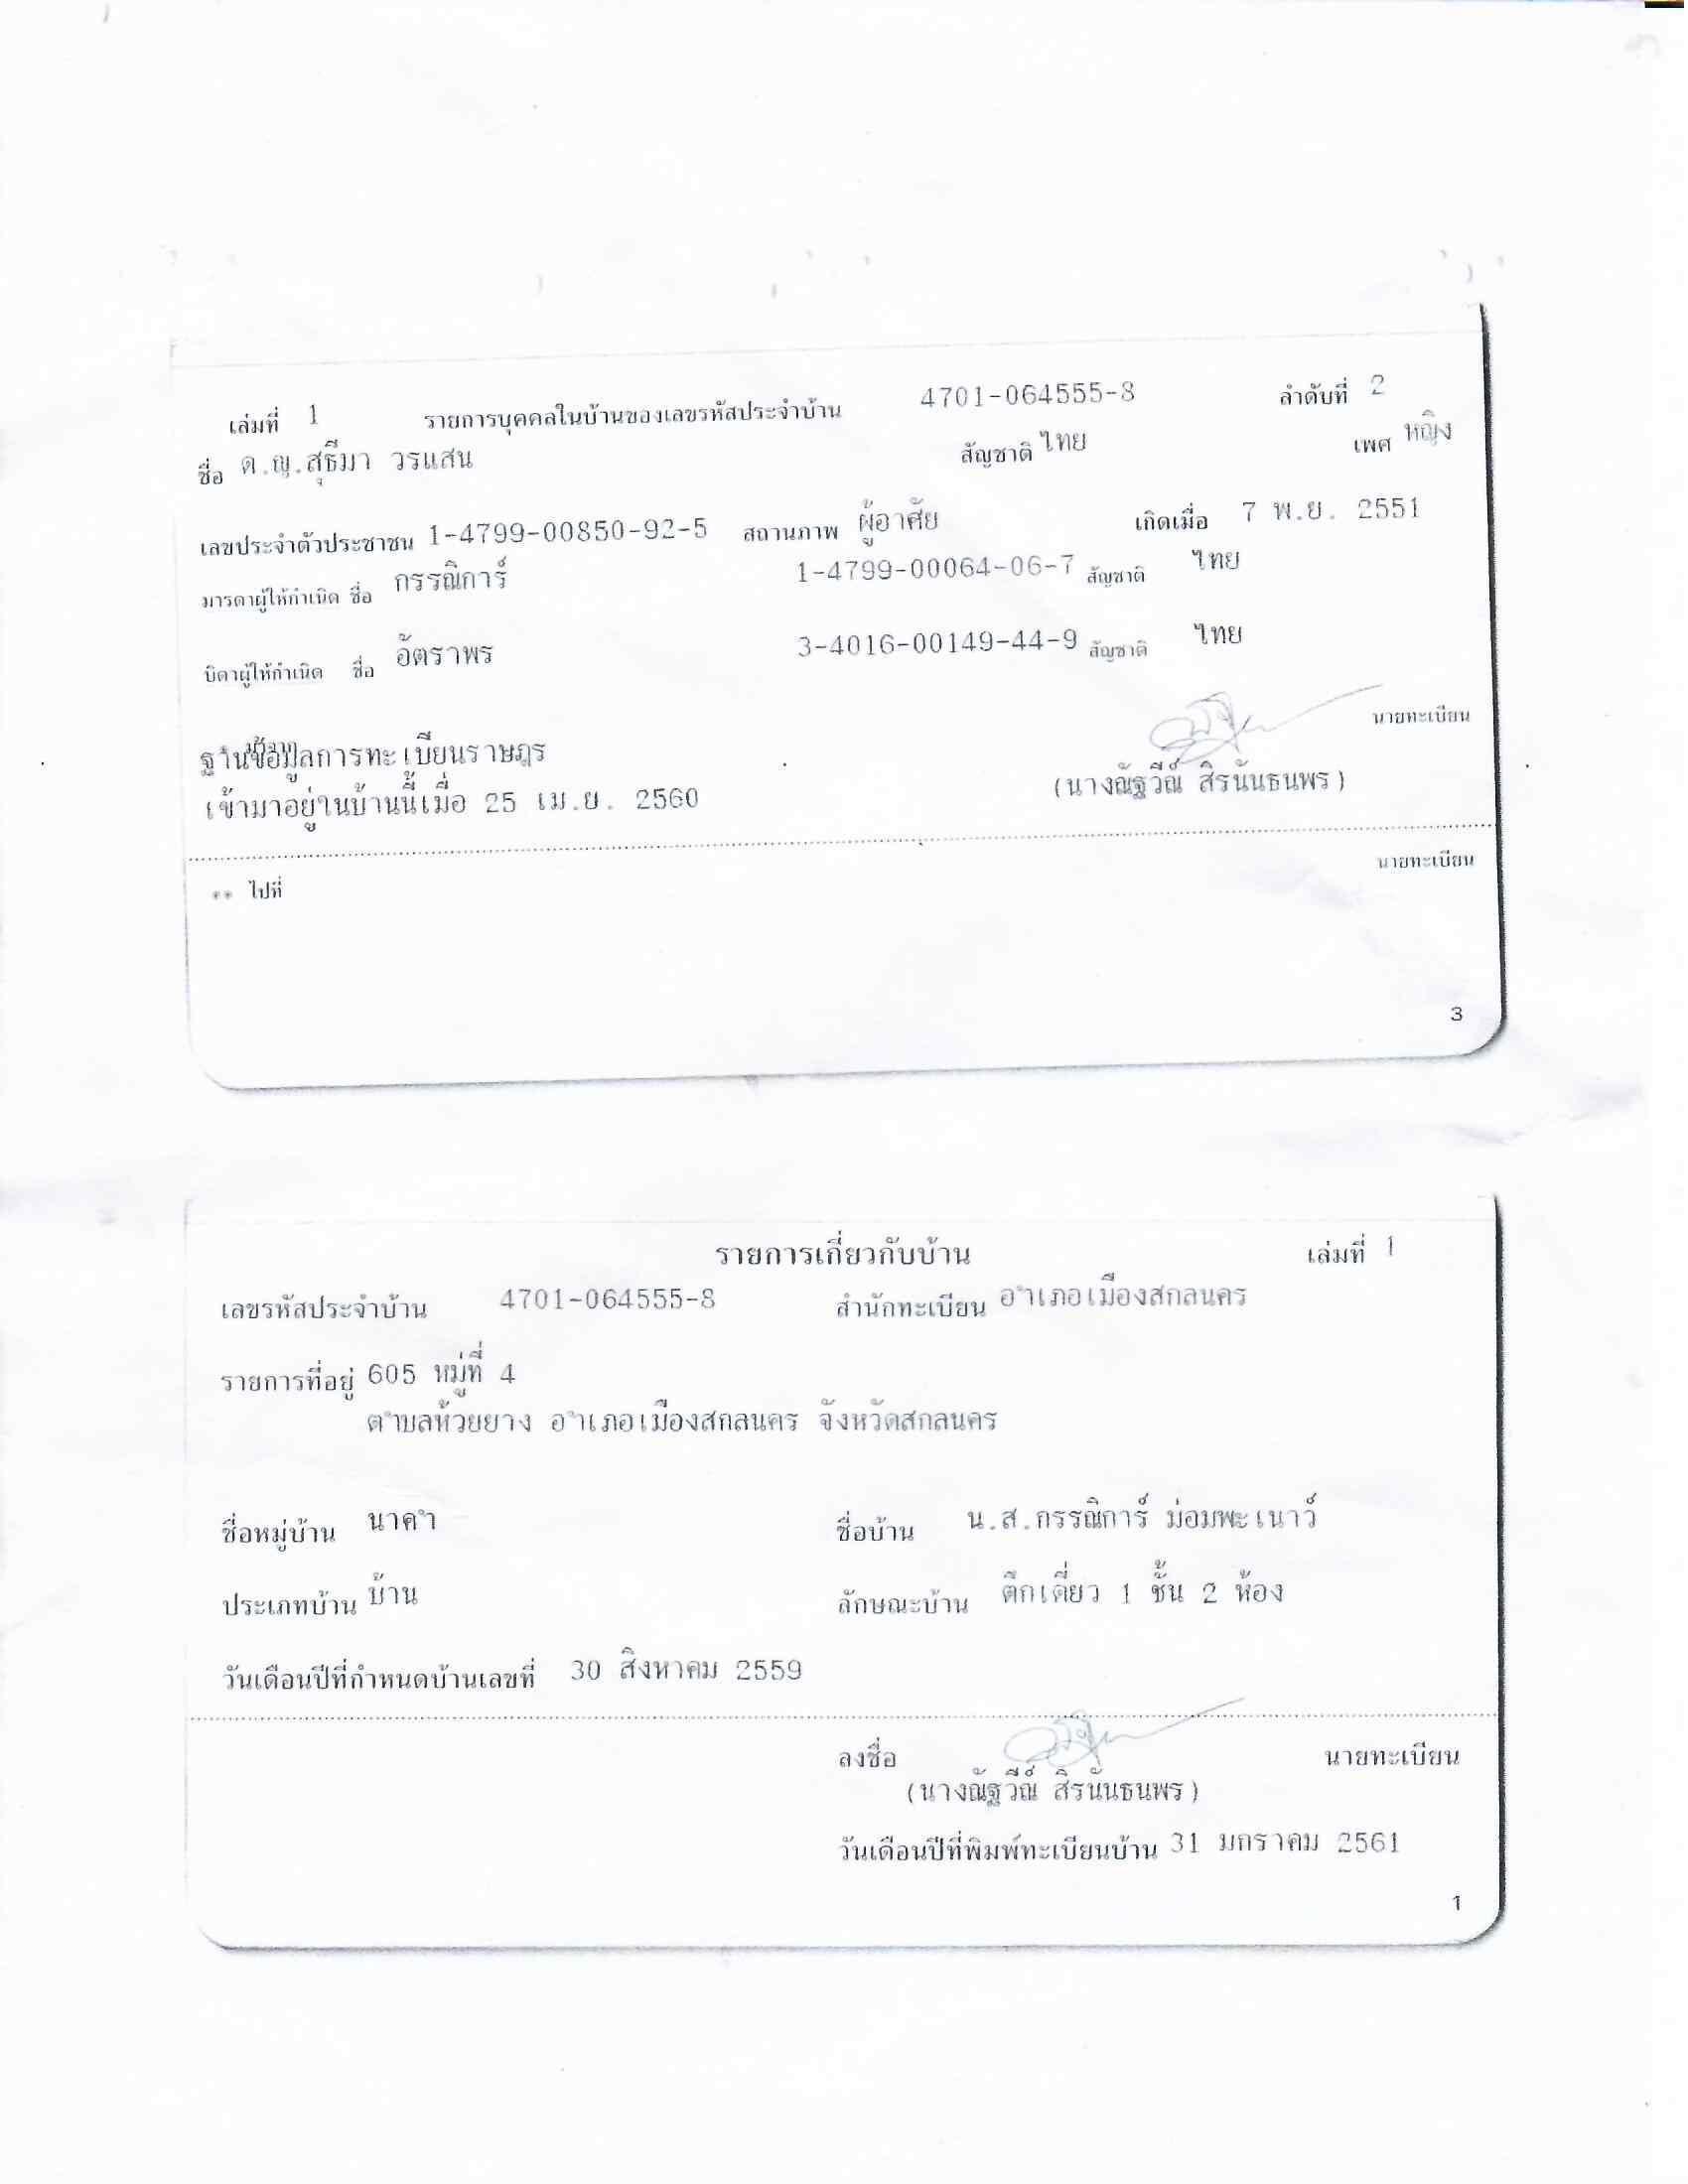 เล่มที่ 1 รายการบุคคลในบ้านของเลขรหัสประจำบ้าน 4701-064555-8 ลำดับที่ 2
ชื่อ ด.ญ.สุธีมา วรแสน สัญชาติ ไทย เพศ หญิง
เลขประจำตัวประชาชน 1-4799-00850-92-5 สถานภาพ ผู้อาศัย เกิดเมื่อ 7 พ.ย. 2551
มารดาผู้ให้กำเนิด ชื่อ กรรณิการ์ 1-4799-00064-06-7 สัญชาติ ไทย
บิดาผู้ให้กำเนิด ชื่อ อัตราพร 3-4016-00149-44-9 สัญชาติ ไทย
นายทะเบียน
ฐานข้อมูลการทะเบียนราษฎร
(นางณัฐวีณ์ สิรนันธนพร)
เข้ามาอยู่ในบ้านนี้เมื่อ 25 เม.ย. 2560
นายทะเบียน
** ไปที่
3
รายการเกี่ยวกับบ้าน เล่มที่ 1
เลขรหัสประจำบ้าน 4701-064555-8 สำนักทะเบียน อำเภอเมืองสกลนคร
รายการที่อยู่ 605 หมู่ที่ 4
ตำบลห้วยยาง อำเภอเมืองสกลนคร จังหวัดสกลนคร
ชื่อหมู่บ้าน นาคำ ชื่อบ้าน น.ส.กรรณิการ์ ม่อมพะเนาว์
ประเภทบ้าน บ้าน ลักษณะบ้าน ตึกเดี่ยว 1 ชั้น 2 ห้อง
วันเดือนปีที่กำหนดบ้านเลขที่ 30 สิงหาคม 2559
ลงชื่อ นายทะเบียน
(นางณัฐวีณ์ สิรนันธนพร)
วันเดือนปีที่พิมพ์ทะเบียนบ้าน 31 มกราคม 2561
1